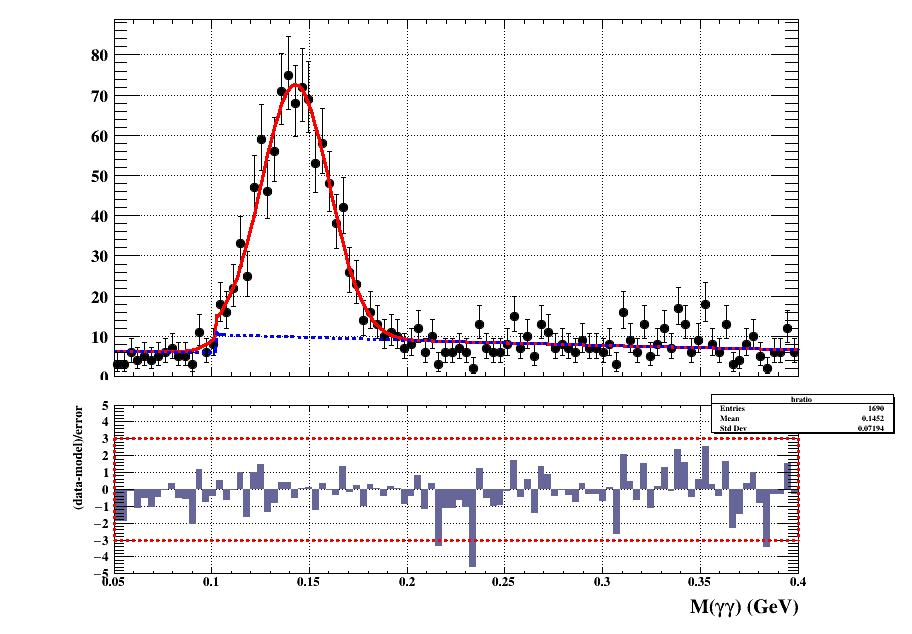 80
70
60
50
40
30
20
10
0
hratio
Entries 1690
Mean 0.1452
Std Dev 0.07194
(data-model)/error
5
4
3
2
1
0
−1
−2
−3
−4
−5
0.05 0.1 0.15 0.2 0.25 0.3 0.35 0.4
M(γγ) (GeV)